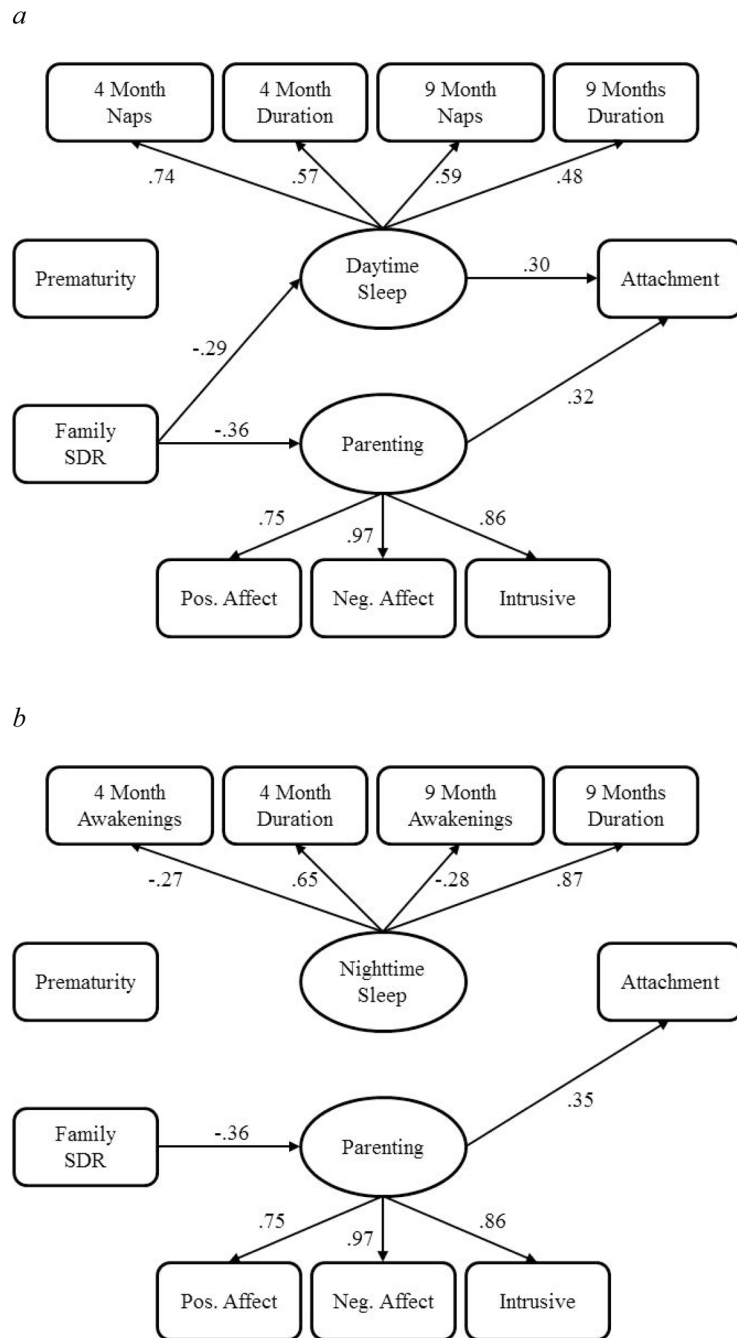 a
4 Month
Naps
4 Month
Duration
9 Month
Naps
9 Months
Duration
.74
.57
.59
.48
Prematurity
Daytime
Sleep
.30
Attachment
-.29
.32
Family
SDR
-.36
Parenting
.75
.97
.86
Pos. Affect
Neg. Affect
Intrusive
b
4 Month
Awakenings
4 Month
Duration
9 Month
Awakenings
9 Months
Duration
-.27
.65
-.28
.87
Prematurity
Nighttime
Sleep
Attachment
.35
Family
SDR
-.36
Parenting
.75
.97
.86
Pos. Affect
Neg. Affect
Intrusive